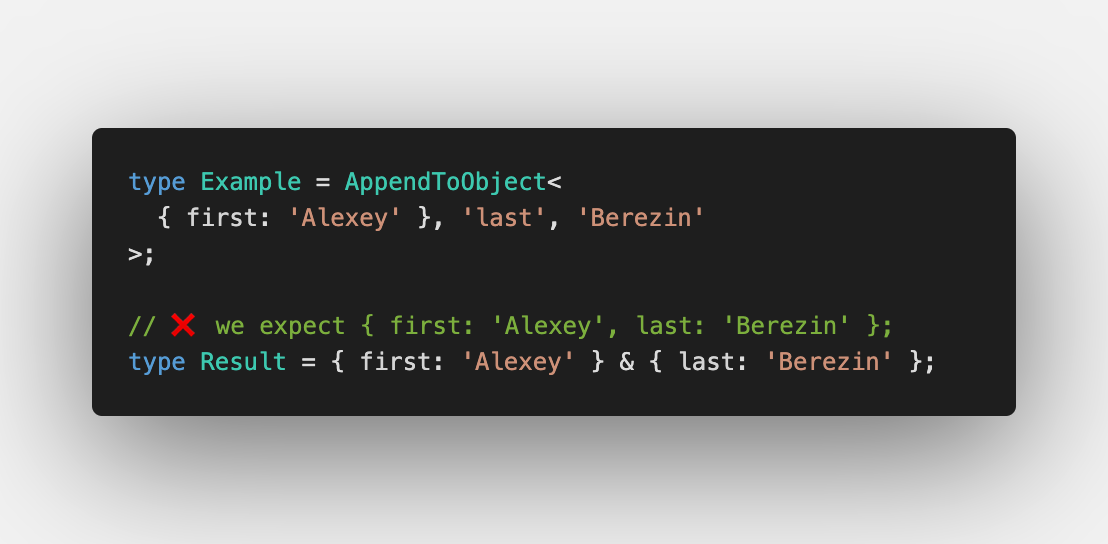 type Example = AppendToObject<
  { first: 'Alexey' }, 'last', 'Berezin'
>;
// ❌ we expect { first: 'Alexey', last: 'Berezin' };
type Result = { first: 'Alexey' } & { last: 'Berezin' };